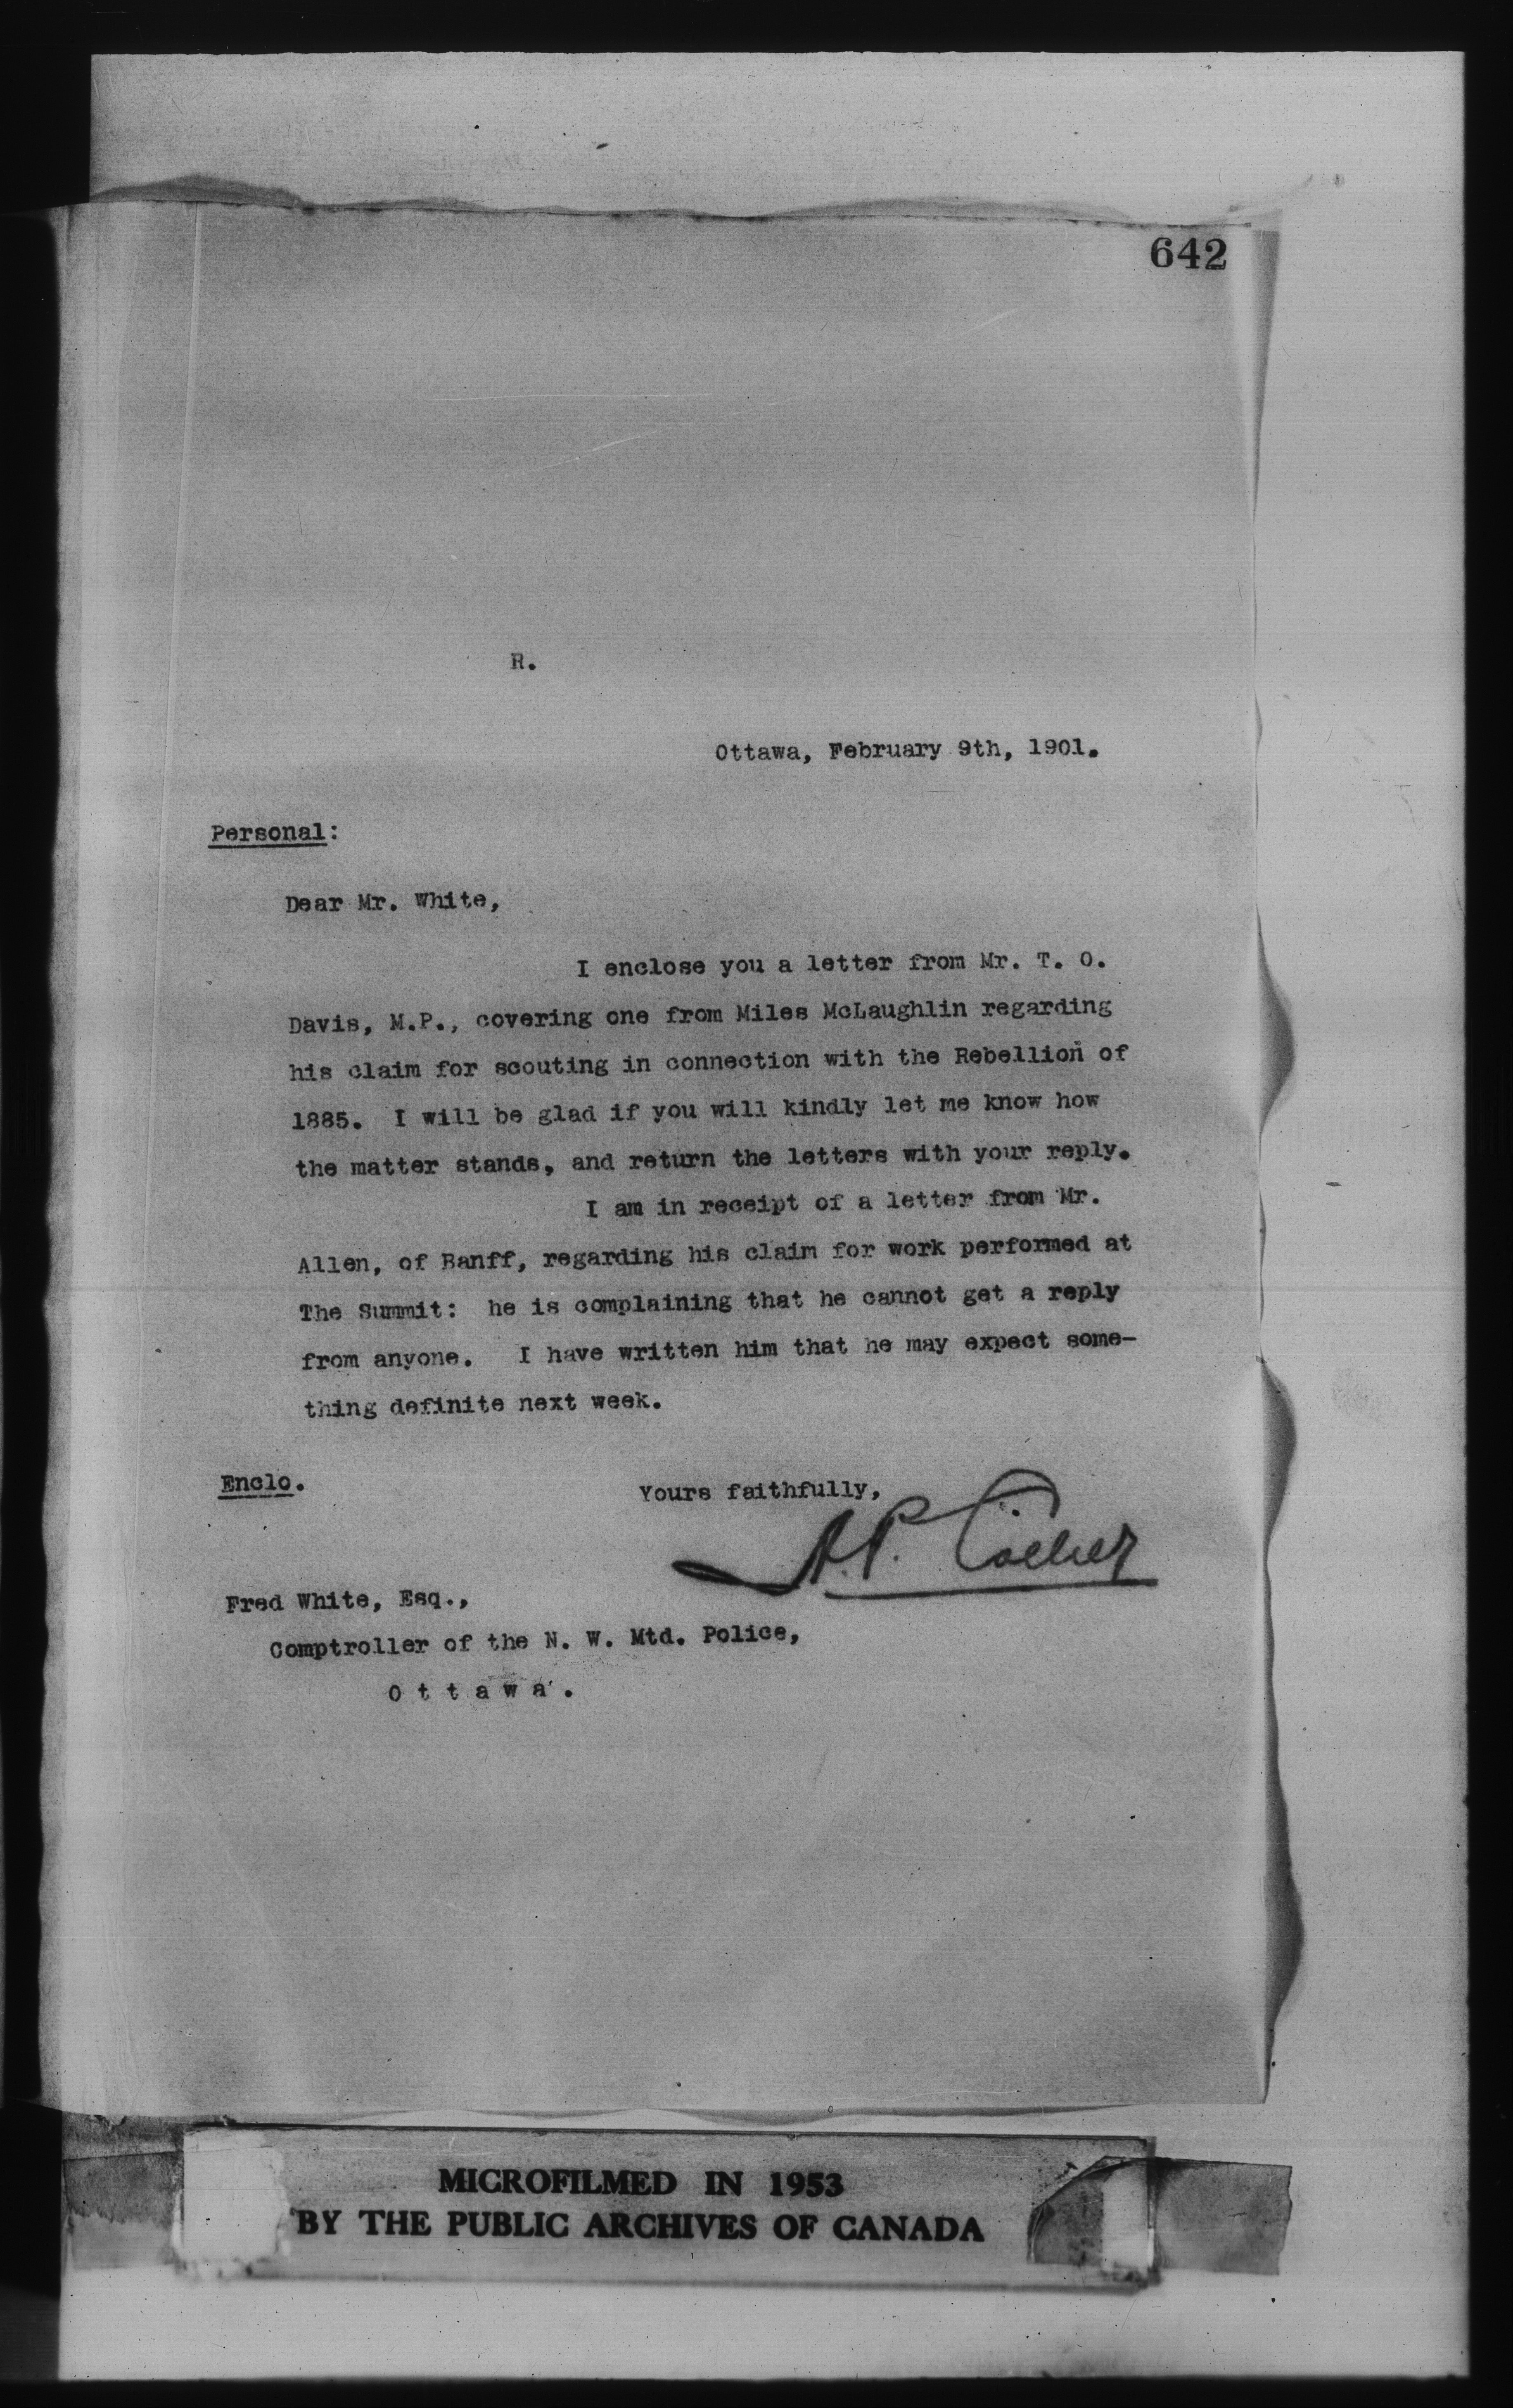 642
R.
Ottawa, February 9th, 1901.
Personal:
Dear Mr. White,
I enclose you a letter from Mr. T. O.
Davis, M.P., covering one from Miles McLaughlin regarding
his claim for scouting in connection with the Rebellion of
1885. I will be glad if you will kindly let me know how
the matter stands, and return the letters with your reply.
I am in receipt of a letter from Mr.
Allen, of Banff, regarding his claim for work performed at
The Summit: he is complaining that he cannot get a reply
from anyone. I have written him that he may expect some-
thing definite next week.
Enclo.
Yours faithfully,
A.P. Collier
Fred White, Esq.,
Comptroller of the N. W. Mtd. Police,
O t t a w a .
MICROFILMED IN 1953
BY THE PUBLIC ARCHIVES OF CANADA